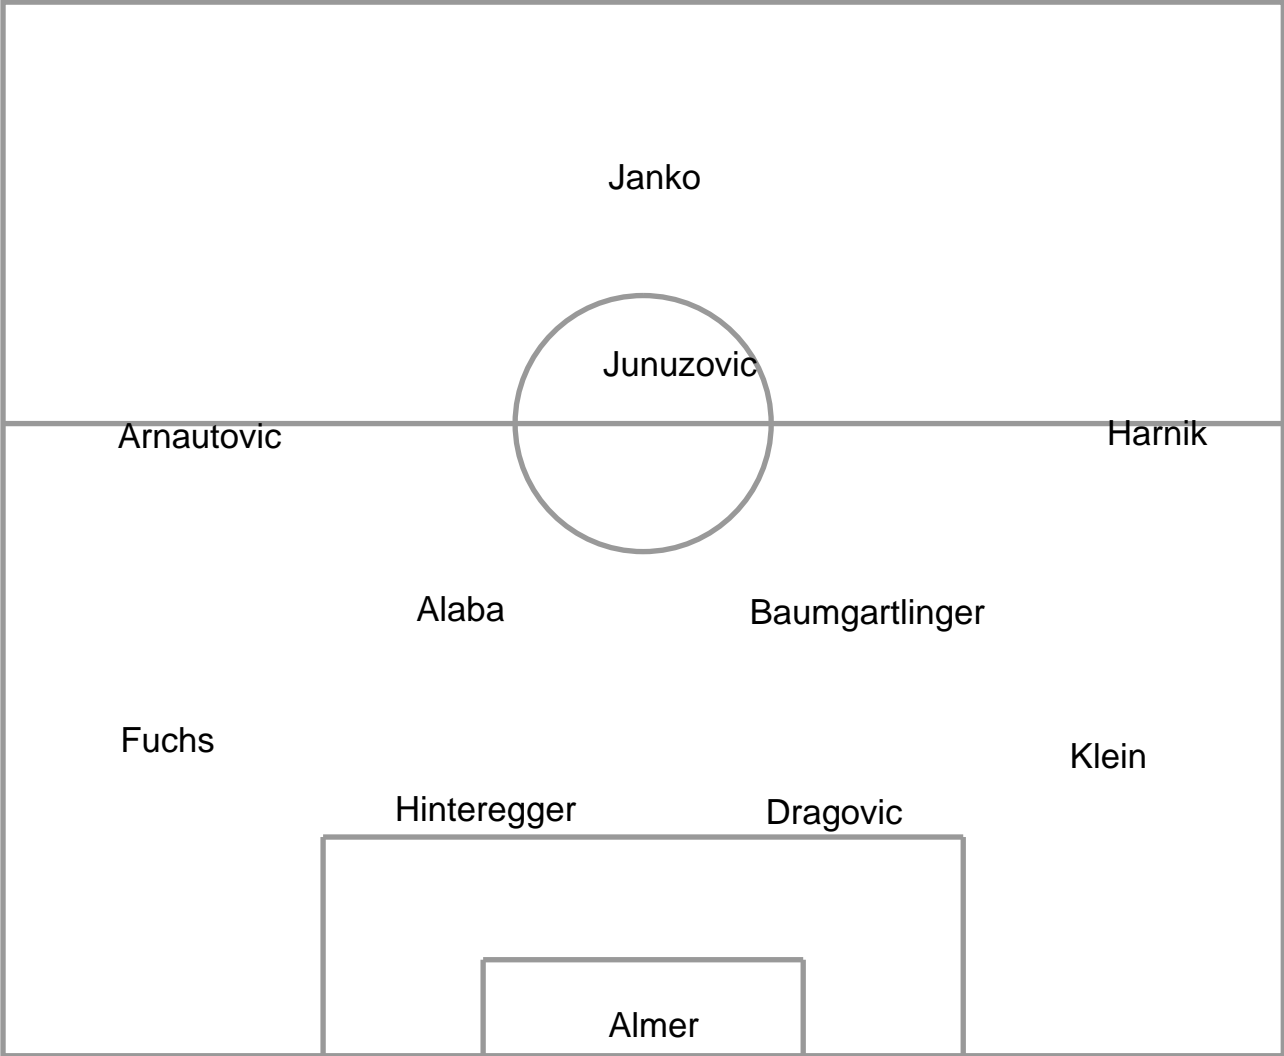 Janko
Junuzovic
Arnautovic
Harnik
Alaba
Baumgartlinger
Fuchs
Klein
Hinteregger
Dragovic
Almer